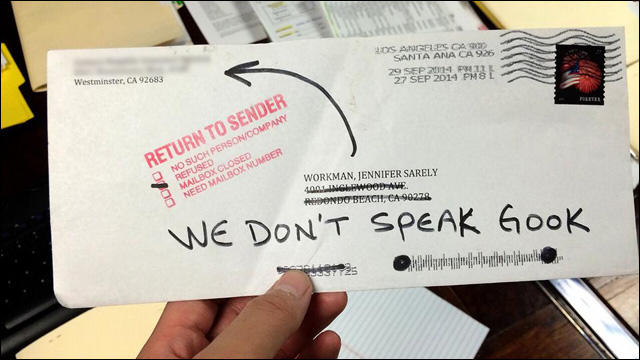 Westminster, CA 92683
LOS ANGELES CA 900
SANTA ANA CA 926
29 SEP 2014 PM 11 L
27 SEP 2014 PM 8 L
FOREVER
RETURN TO SENDER
NO SUCH PERSON/COMPANY
REFUSED
MAILBOX CLOSED
NEED MAILBOX NUMBER
WORKMAN, JENNIFER SARELY
4001 INGLEWOOD AVE.
REDONDO BEACH, CA 90278
WE DON'T SPEAK GOOK